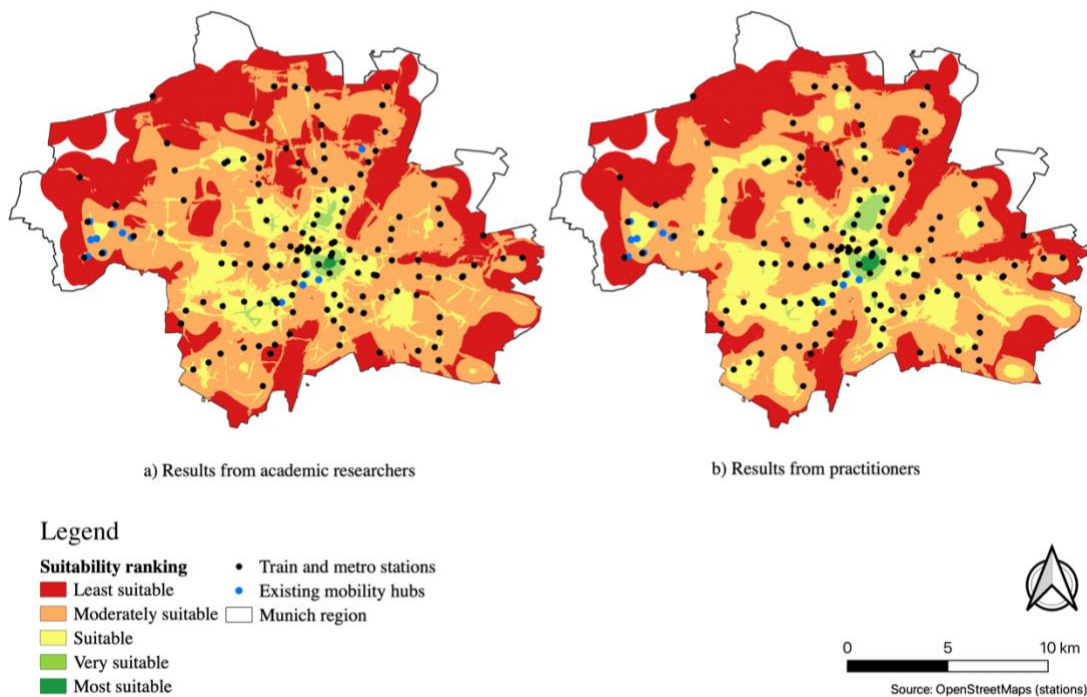 a) Results from academic researchers
b) Results from practitioners
Legend
Suitability ranking
Least suitable
Moderately suitable
Suitable
Very suitable
Most suitable
Train and metro stations
Existing mobility hubs
Munich region
0 5 10 km
Source: OpenStreetMaps (stations)